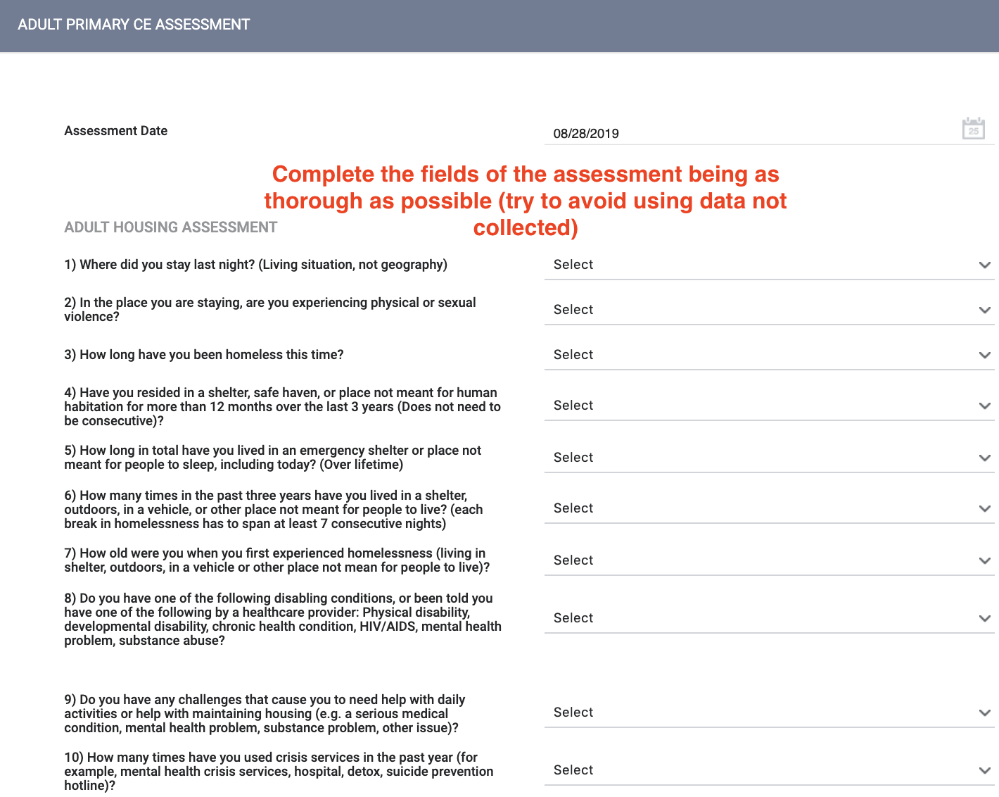 ADULT PRIMARY CE ASSESSMENT
Assessment Date
08/28/2019
25
Complete the fields of the assessment being as
thorough as possible (try to avoid using data not
collected)
ADULT HOUSING ASSESSMENT
1) Where did you stay last night? (Living situation, not geography)
Select
2) In the place you are staying, are you experiencing physical or sexual
violence?
Select
3) How long have you been homeless this time?
Select
4) Have you resided in a shelter, safe haven, or place not meant for human
habitation for more than 12 months over the last 3 years (Does not need to
be consecutive)?
Select
5) How long in total have you lived in an emergency shelter or place not
meant for people to sleep, including today? (Over lifetime)
Select
6) How many times in the past three years have you lived in a shelter,
outdoors, in a vehicle, or other place not meant for people to live? (each
break in homelessness has to span at least 7 consecutive nights)
Select
7) How old were you when you first experienced homelessness (living in
shelter, outdoors, in a vehicle or other place not mean for people to live)?
Select
8) Do you have one of the following disabling conditions, or been told you
have one of the following by a healthcare provider: Physical disability,
developmental disability, chronic health condition, HIV/AIDS, mental health
problem, substance abuse?
Select
9) Do you have any challenges that cause you to need help with daily
activities or help with maintaining housing (e.g. a serious medical
condition, mental health problem, substance problem, other issue)?
Select
10) How many times have you used crisis services in the past year (for
example, mental health crisis services, hospital, detox, suicide prevention
hotline)?
Select